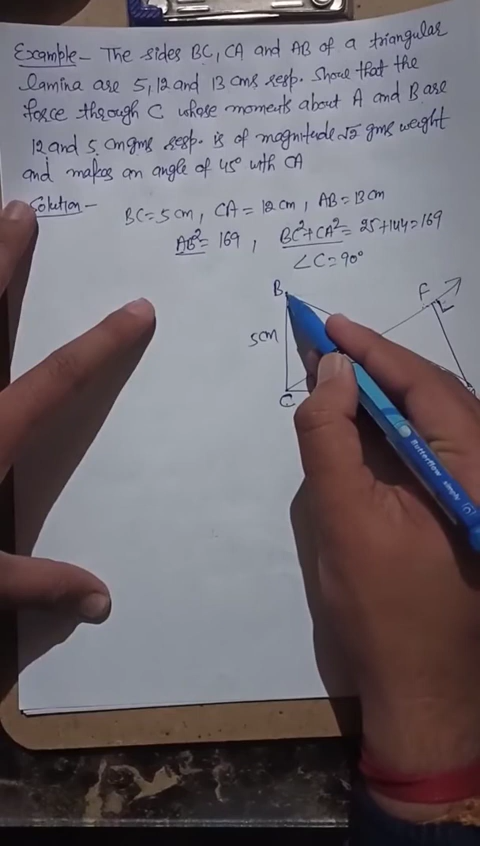 Example - The sides BC, CA and AB of a triangular
lamina are 5, 12 and 13 cms resp. Show that the
force through C whose moments about A and B are
12 and 5 cmgms resp. is of magnitude √2 gms weight
and makes an angle of 45° with CA
Solution -
BC = 5 cm, CA = 12 cm, AB = 13 cm
AB² = 169, BC² + CA² = 25 + 144 = 169
∠C = 90°
B
F
L
5cm
C
Butterflow simply